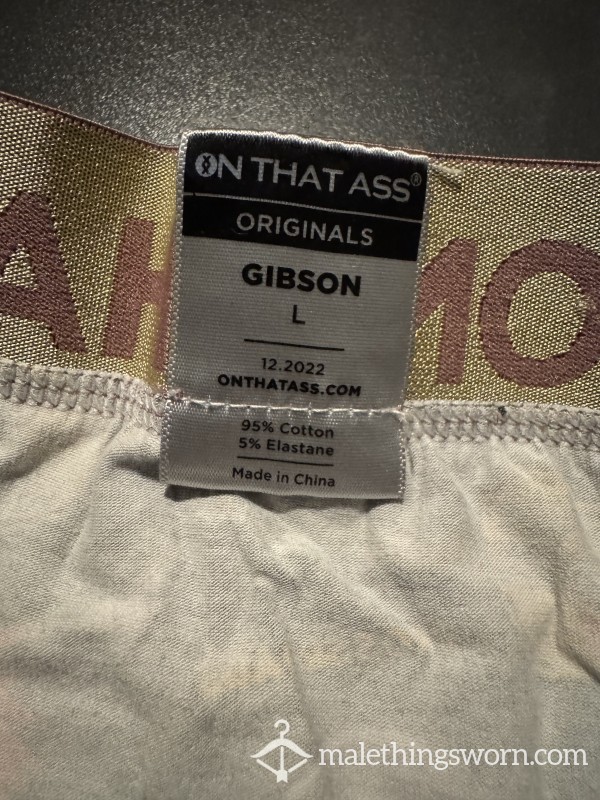 ON THAT ASS®
ORIGINALS
GIBSON
L
12.2022
ONTHATASS.COM
95% Cotton
5% Elastane
Made in China
malethingsworn.com